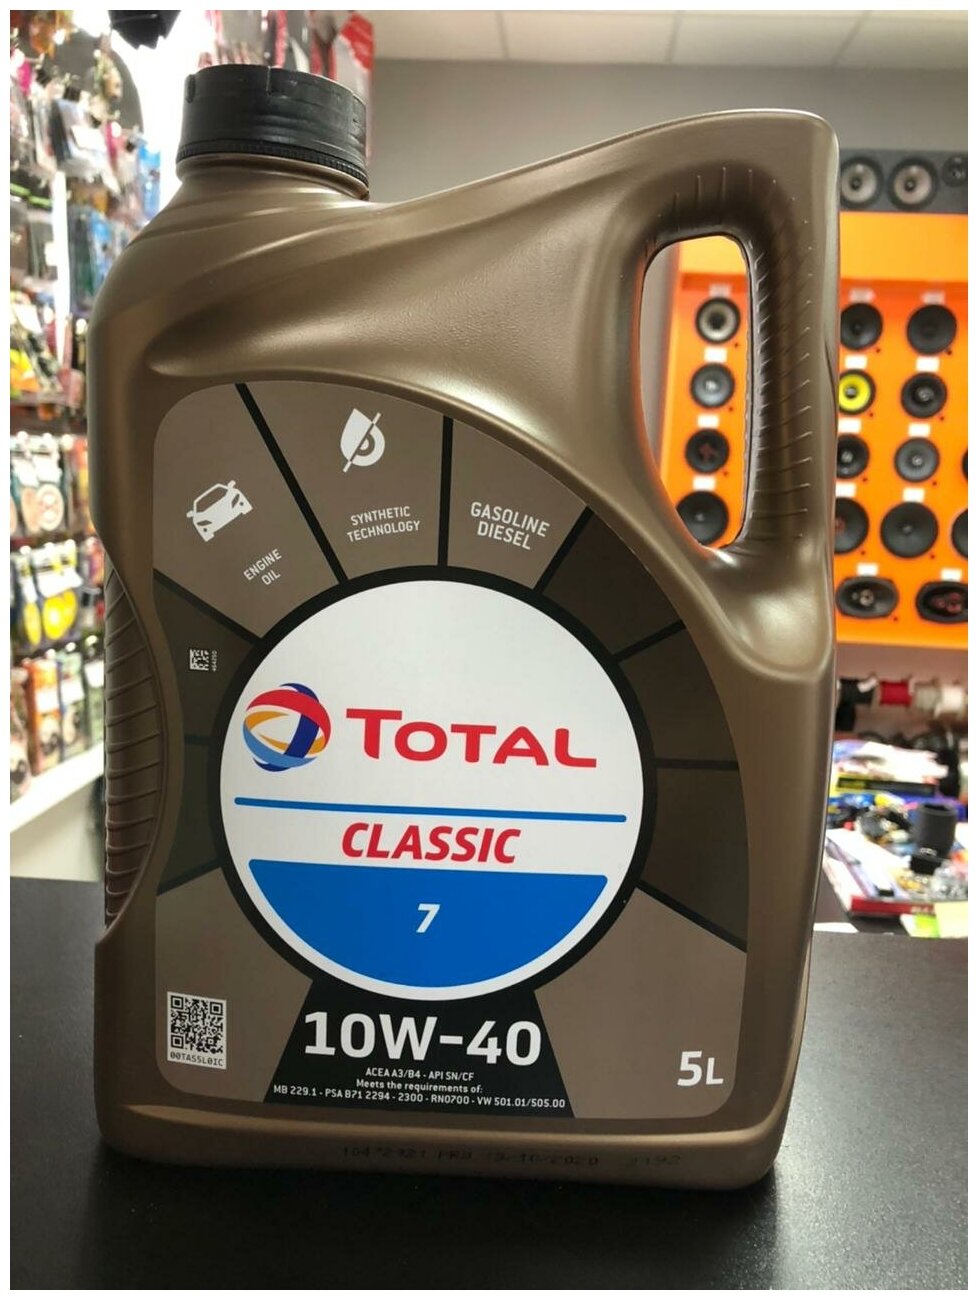 SYNTHETIC
TECHNOLOGY
GASOLINE
DIESEL
ENGINE
OIL
TOTAL
CLASSIC
7
00TAS5L0IC
10W-40
ACEA A3/B4 - API SN/CF
Meets the requirements of:
MB 229.1 - PSA B71 2294 - 2300 - RN0700 - VW 501.01/505.00
5L